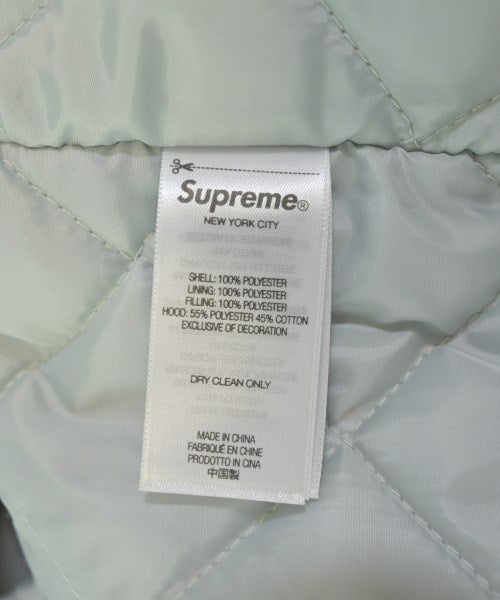 Supreme®
NEW YORK CITY
SHELL: 100% POLYESTER
LINING: 100% POLYESTER
FILLING: 100% POLYESTER
HOOD: 55% POLYESTER 45% COTTON
EXCLUSIVE OF DECORATION
DRY CLEAN ONLY
MADE IN CHINA
FABRIQUÉ EN CHINE
PRODOTTO IN CINA
中国製